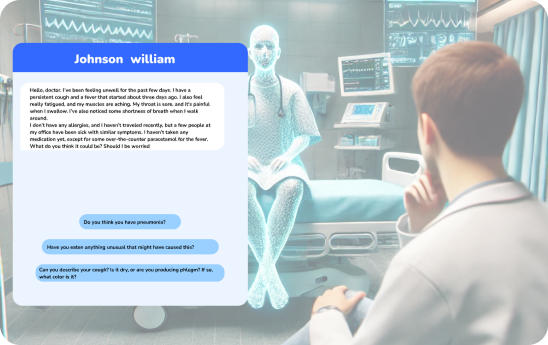 Johnson william
Hello, doctor. I've been feeling unwell for the past few days. I have a
persistent cough and a fever that started about three days ago. I also feel
really fatigued, and my muscles are aching. My throat is sore, and it's painful
when I swallow. I've also noticed some shortness of breath when I walk
around.
I don't have any allergies, and I haven't traveled recently, but a few people at
my office have been sick with similar symptoms. I haven't taken any
medication yet, except for some over-the-counter paracetamol for the fever.
What do you think it could be? Should I be worried
Do you think you have pneumonia?
Have you eaten anything unusual that might have caused this?
Can you describe your cough? Is it dry, or are you producing phlegm? If so,
what color is it?